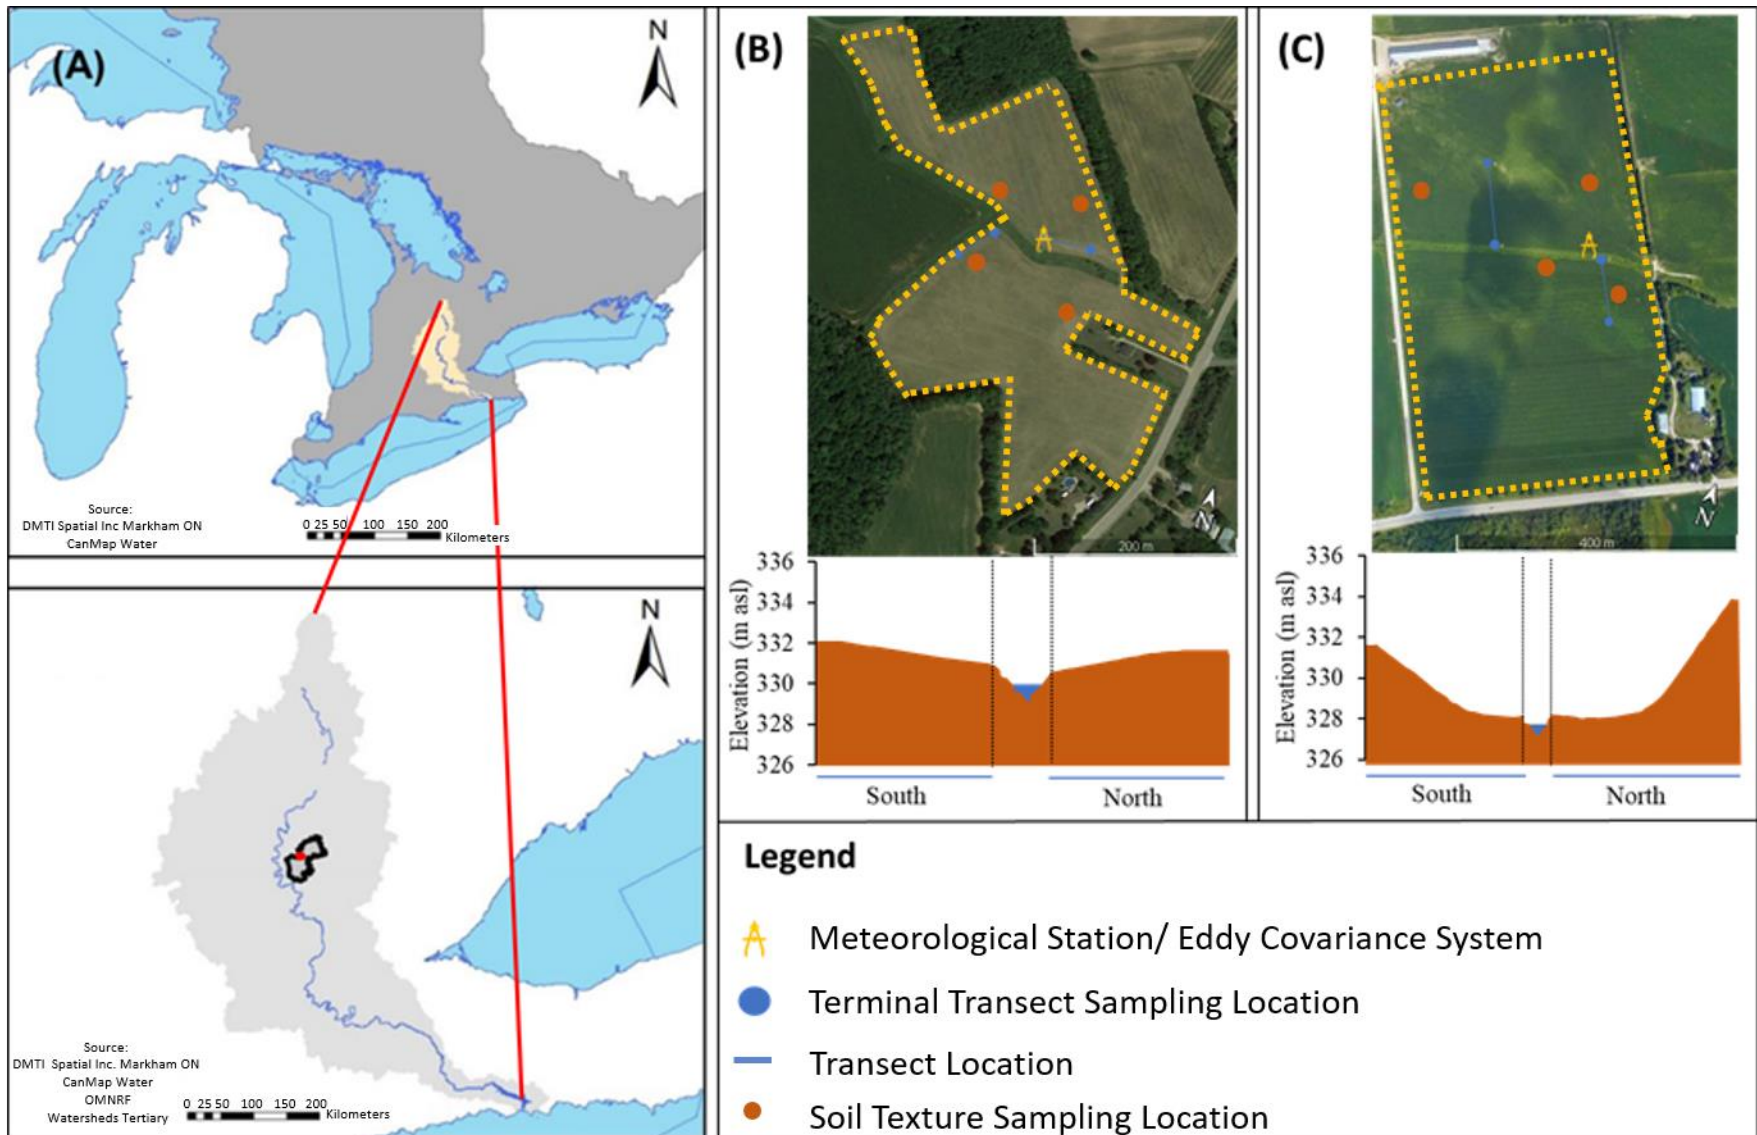 (A)
N
Source:
DMTI Spatial Inc Markham ON
CanMap Water
0 25 50 100 150 200
Kilometers
N
Source:
DMTI Spatial Inc. Markham ON
CanMap Water
OMNRF
Watersheds Tertiary
0 25 50 100 150 200
Kilometers
(B)
N
200 m
Elevation (m asl)
336
334
332
330
328
326
South North
(C)
N
400 m
Elevation (m asl)
336
334
332
330
328
326
South North
Legend
Meteorological Station/ Eddy Covariance System
Terminal Transect Sampling Location
Transect Location
Soil Texture Sampling Location